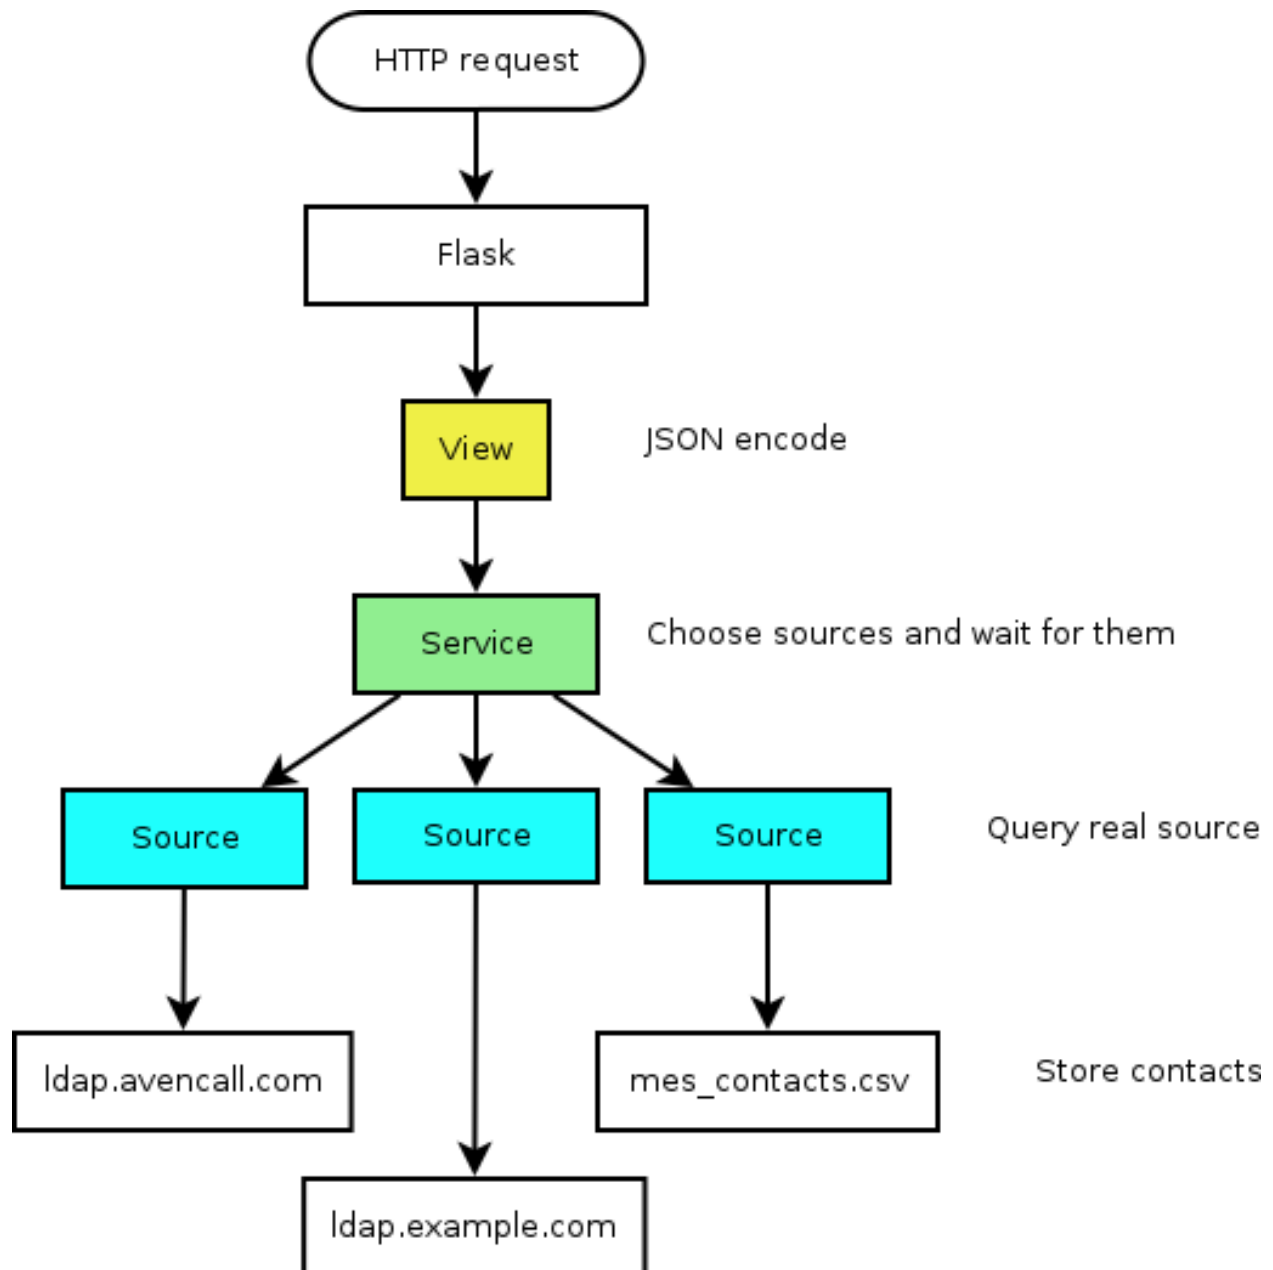 HTTP request
Flask
View
JSON encode
Service
Choose sources and wait for them
Source
Source
Source
Query real source
ldap.avencall.com
mes_contacts.csv
Store contacts
ldap.example.com